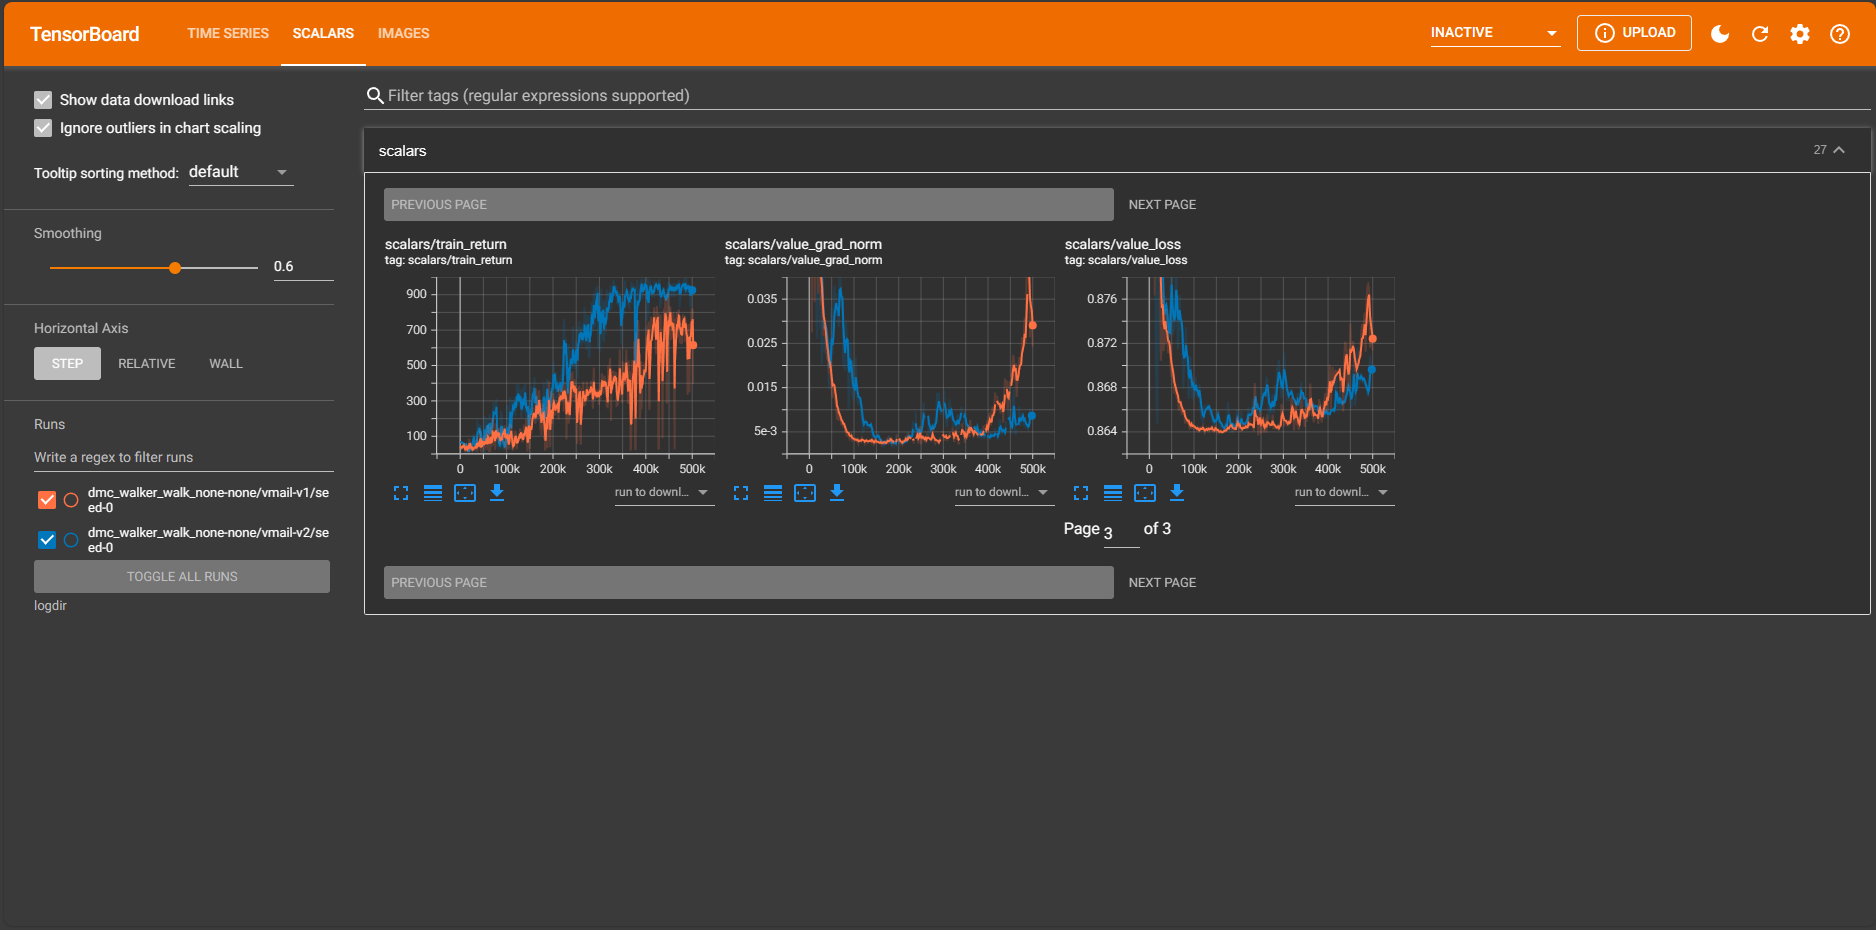 TensorBoard
TIME SERIES
SCALARS
IMAGES
INACTIVE
UPLOAD
Show data download links
Ignore outliers in chart scaling
Tooltip sorting method: default
Smoothing
0.6
Horizontal Axis
STEP
RELATIVE
WALL
Runs
Write a regex to filter runs
dmc_walker_walk_none-none/vmail-v1/se
ed-0
dmc_walker_walk_none-none/vmail-v2/se
ed-0
TOGGLE ALL RUNS
logdir
Filter tags (regular expressions supported)
scalars
27
PREVIOUS PAGE
NEXT PAGE
scalars/train_return
tag: scalars/train_return
900
700
500
300
100
0 100k 200k 300k 400k 500k
run to downl...
scalars/value_grad_norm
tag: scalars/value_grad_norm
0.035
0.025
0.015
5e-3
0 100k 200k 300k 400k 500k
run to downl...
scalars/value_loss
tag: scalars/value_loss
0.876
0.872
0.868
0.864
0 100k 200k 300k 400k 500k
run to downl...
Page 3 of 3
PREVIOUS PAGE
NEXT PAGE